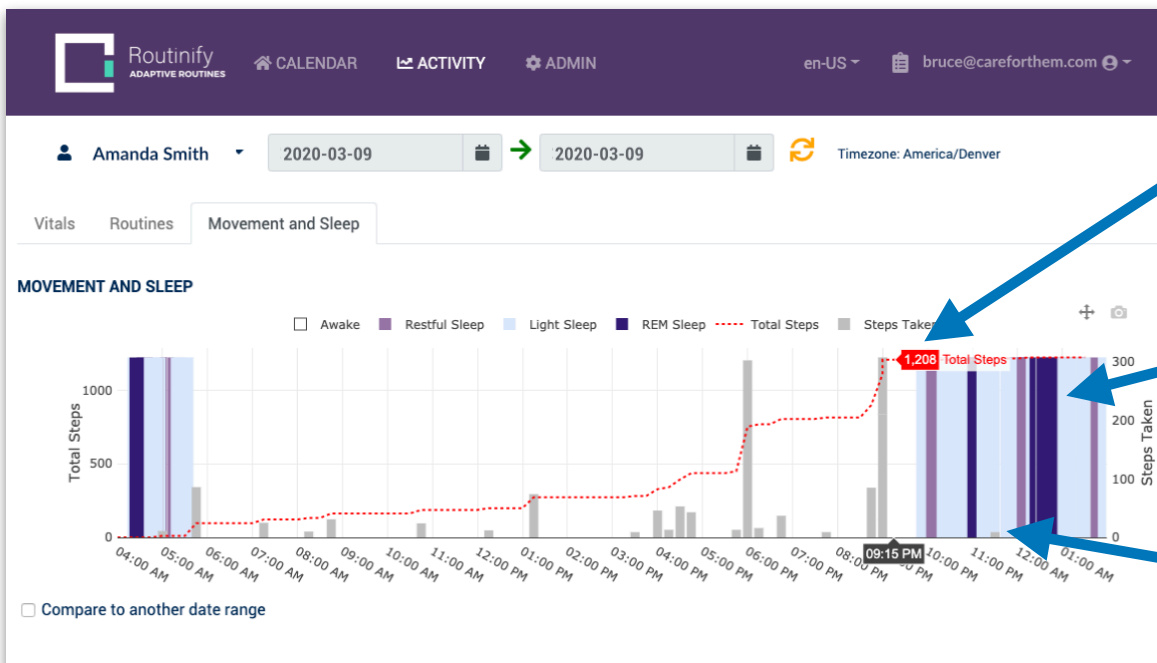 Routinify
ADAPTIVE ROUTINES
CALENDAR
ACTIVITY
ADMIN
en-US
bruce@careforthem.com
Amanda Smith
2020-03-09
2020-03-09
Timezone: America/Denver
Vitals
Routines
Movement and Sleep
MOVEMENT AND SLEEP
Awake
Restful Sleep
Light Sleep
REM Sleep
Total Steps
Steps Taken
1,208 Total Steps
1000
500
0
Total Steps
300
200
100
0
Steps Taken
04:00 AM
05:00 AM
06:00 AM
07:00 AM
08:00 AM
09:00 AM
10:00 AM
11:00 AM
12:00 PM
01:00 PM
02:00 PM
03:00 PM
04:00 PM
05:00 PM
06:00 PM
07:00 PM
08:00 PM
09:15 PM
10:00 PM
11:00 PM
12:00 AM
01:00 AM
Compare to another date range